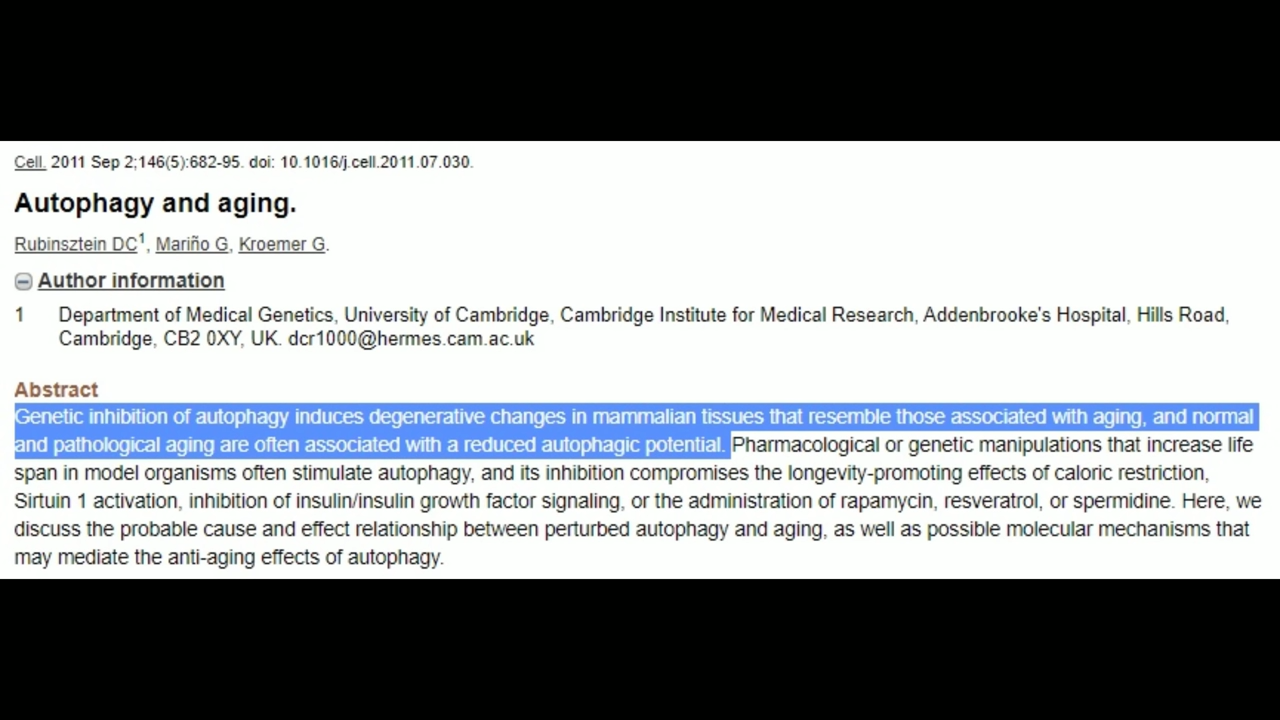 Cell. 2011 Sep 2;146(5):682-95. doi: 10.1016/j.cell.2011.07.030.
Autophagy and aging.
Rubinsztein DC1, Mariño G, Kroemer G.
Author information
1 Department of Medical Genetics, University of Cambridge, Cambridge Institute for Medical Research, Addenbrooke's Hospital, Hills Road,
Cambridge, CB2 0XY, UK. dcr1000@hermes.cam.ac.uk
Abstract
Genetic inhibition of autophagy induces degenerative changes in mammalian tissues that resemble those associated with aging, and normal
and pathological aging are often associated with a reduced autophagic potential. Pharmacological or genetic manipulations that increase life
span in model organisms often stimulate autophagy, and its inhibition compromises the longevity-promoting effects of caloric restriction,
Sirtuin 1 activation, inhibition of insulin/insulin growth factor signaling, or the administration of rapamycin, resveratrol, or spermidine. Here, we
discuss the probable cause and effect relationship between perturbed autophagy and aging, as well as possible molecular mechanisms that
may mediate the anti-aging effects of autophagy.